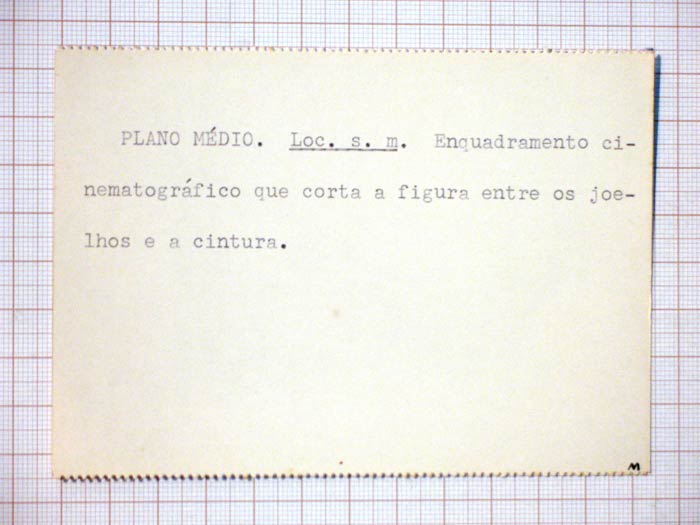 PLANO MÉDIO. Loc. s. m. Enquadramento ci-
nematográfico que corta a figura entre os joe-
lhos e a cintura.
M